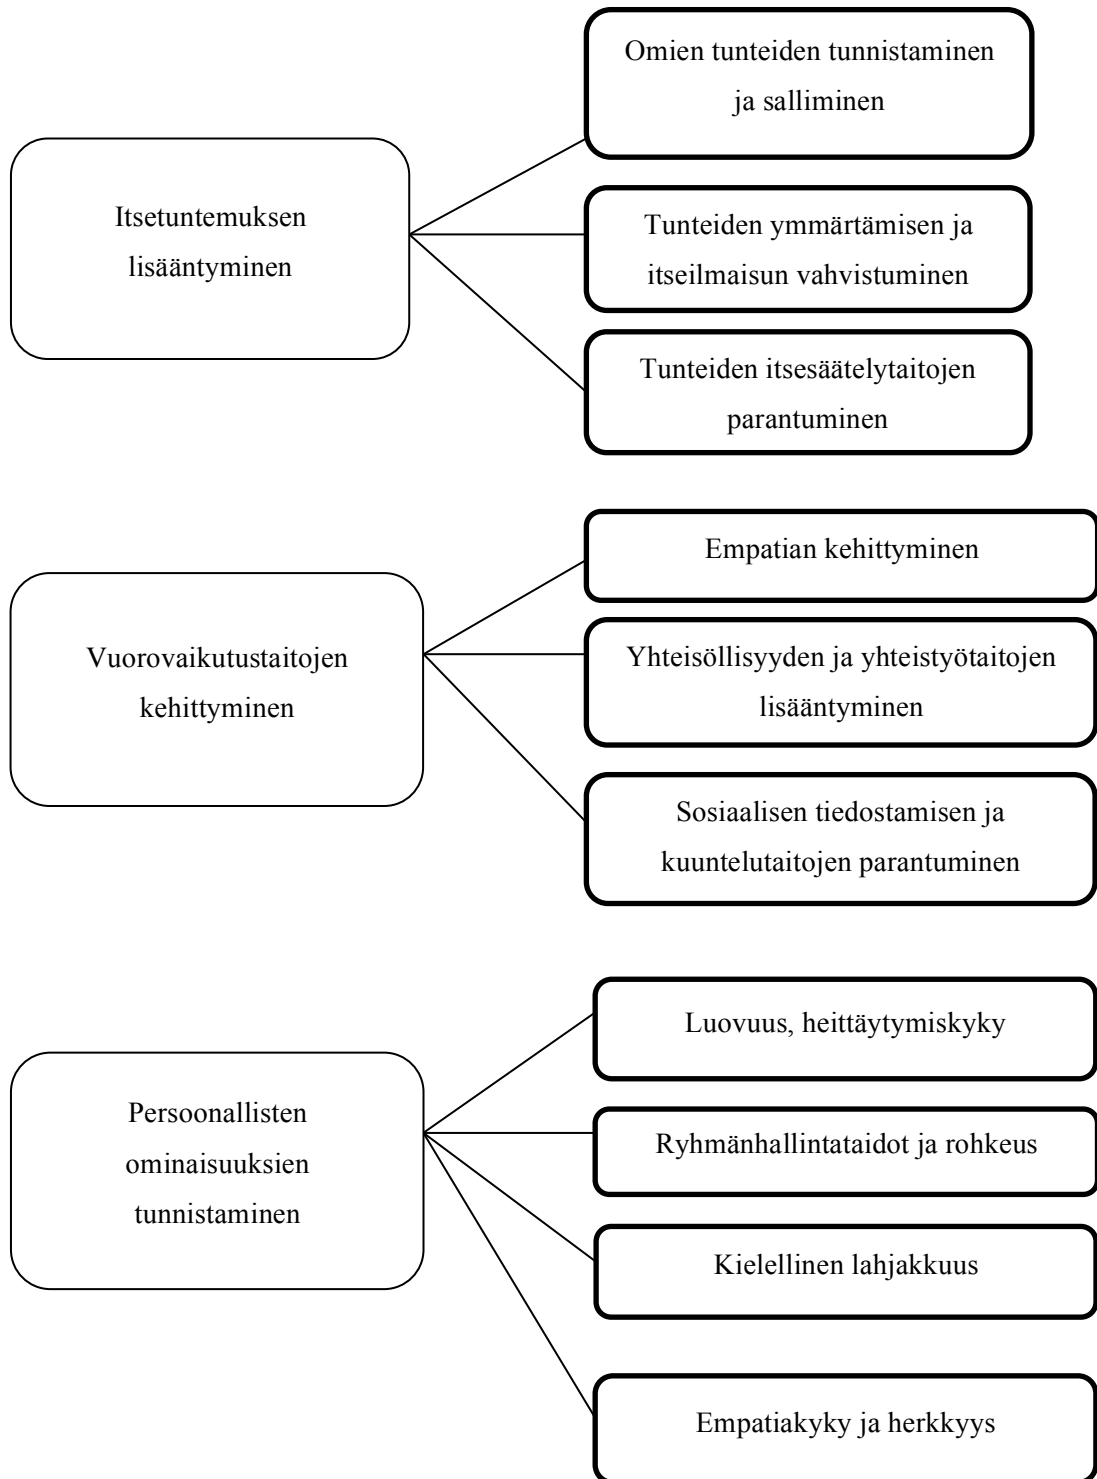 Omien tunteiden tunnistaminen
ja salliminen
Itsetuntemuksen
lisääntyminen
Tunteiden ymmärtämisen ja
itseilmaisun vahvistuminen
Tunteiden itsesäätelytaitojen
parantuminen
Empatian kehittyminen
Vuorovaikutustaitojen
kehittyminen
Yhteisöllisyyden ja yhteistyötaitojen
lisääntyminen
Sosiaalisen tiedostamisen ja
kuuntelutaitojen parantuminen
Luovuus, heittäytymiskyky
Persoonallisten
ominaisuuksien
tunnistaminen
Ryhmänhallintataidot ja rohkeus
Kielellinen lahjakkuus
Empatiakyky ja herkkyys